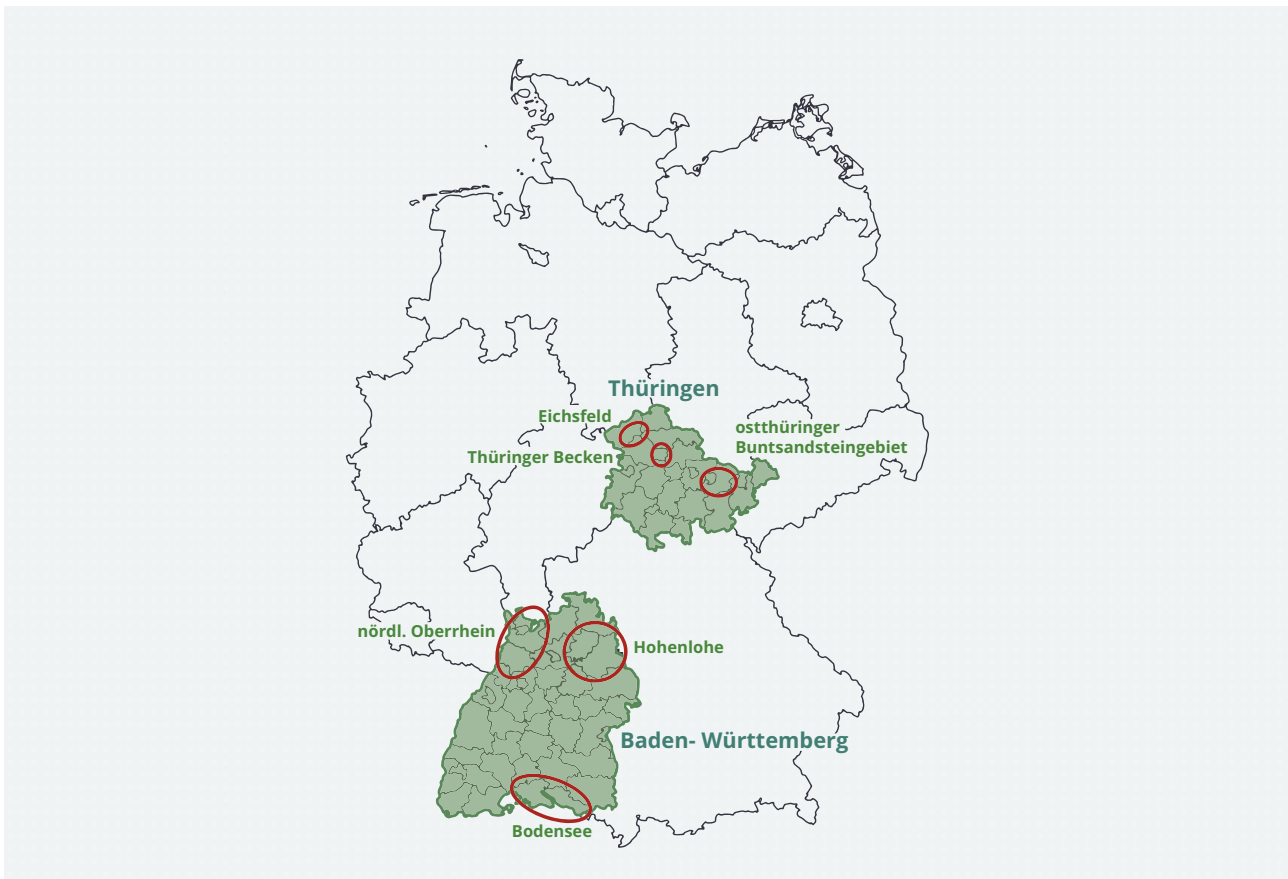 Thüringen
Eichsfeld
ostthüringer
Buntsandsteingebiet
Thüringer Becken
nördl. Oberrhein
Hohenlohe
Baden- Württemberg
Bodensee